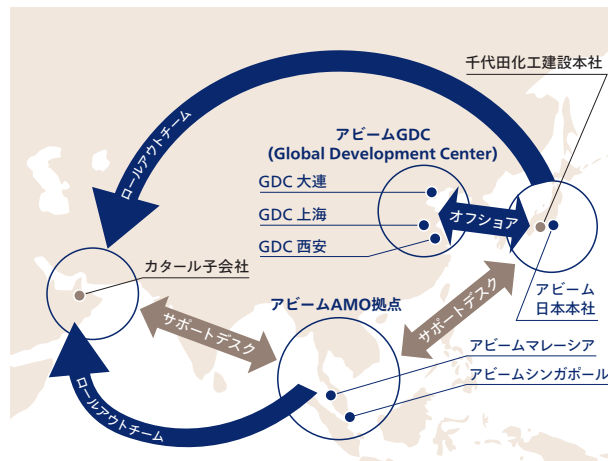 千代田化工建設本社
ロールアウトチーム
アビームGDC
(Global Development Center)
GDC 大連
GDC 上海
GDC 西安
オフショア
カタール子会社
アビーム
日本本社
サポートデスク
アビームAMO拠点
サポートデスク
アビームマレーシア
アビームシンガポール
ロールアウトチーム